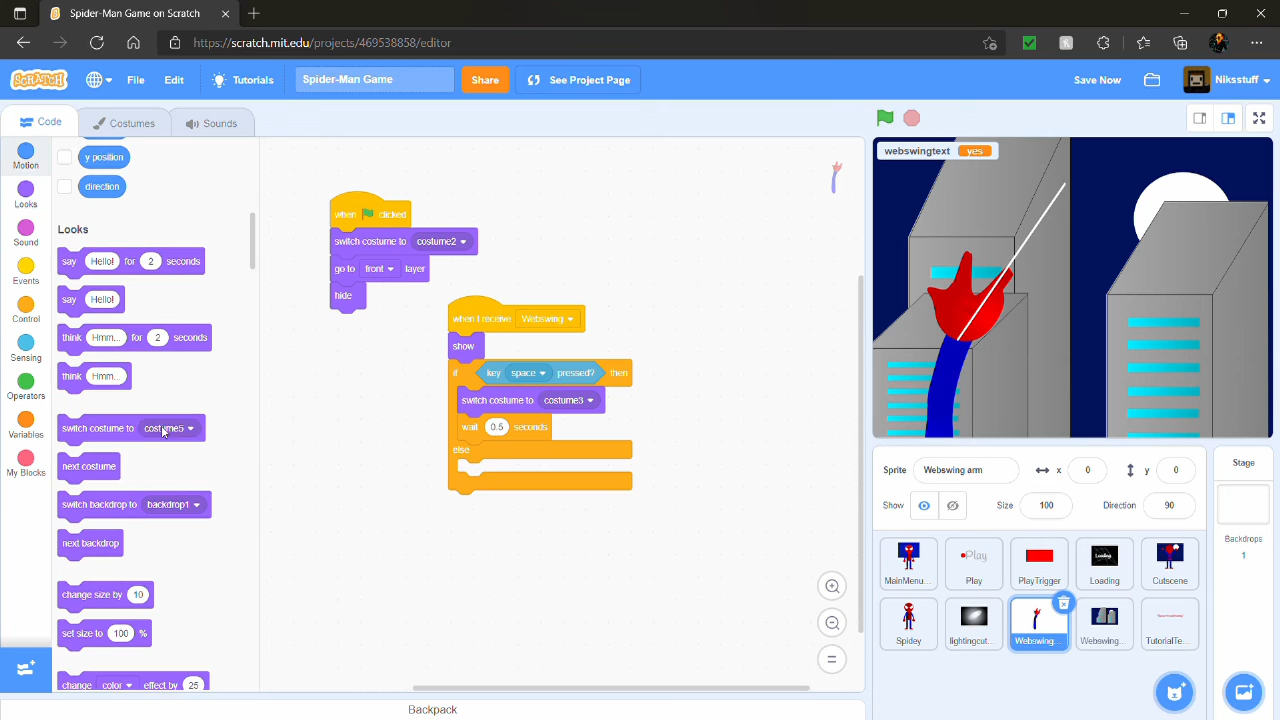 Spider-Man Game on Scratch
https://scratch.mit.edu/projects/469538858/editor
SCRATCH File Edit Tutorials Spider-Man Game Share See Project Page Save Now Niksstuff
Code Costumes Sounds
Motion
Looks
Sound
Events
Control
Sensing
Operators
Variables
My Blocks
y position
direction
Looks
say Hello! for 2 seconds
say Hello!
think Hmm... for 2 seconds
think Hmm...
switch costume to costume5
next costume
switch backdrop to backdrop1
next backdrop
change size by 10
set size to 100 %
change color effect by 25
when clicked
switch costume to costume2
go to front layer
hide
when I receive Webswing
show
if key space pressed? then
switch costume to costume3
wait 0.5 seconds
else
webswingtext yes
Sprite Webswing arm x 0 y 0
Show Size 100 Direction 90
Stage
Backdrops
1
Play
Loading
MainMenu... Play PlayTrigger Loading Cutscene
Spidey lightingcut... Webswing... Webswing... TutorialTe...
Backpack